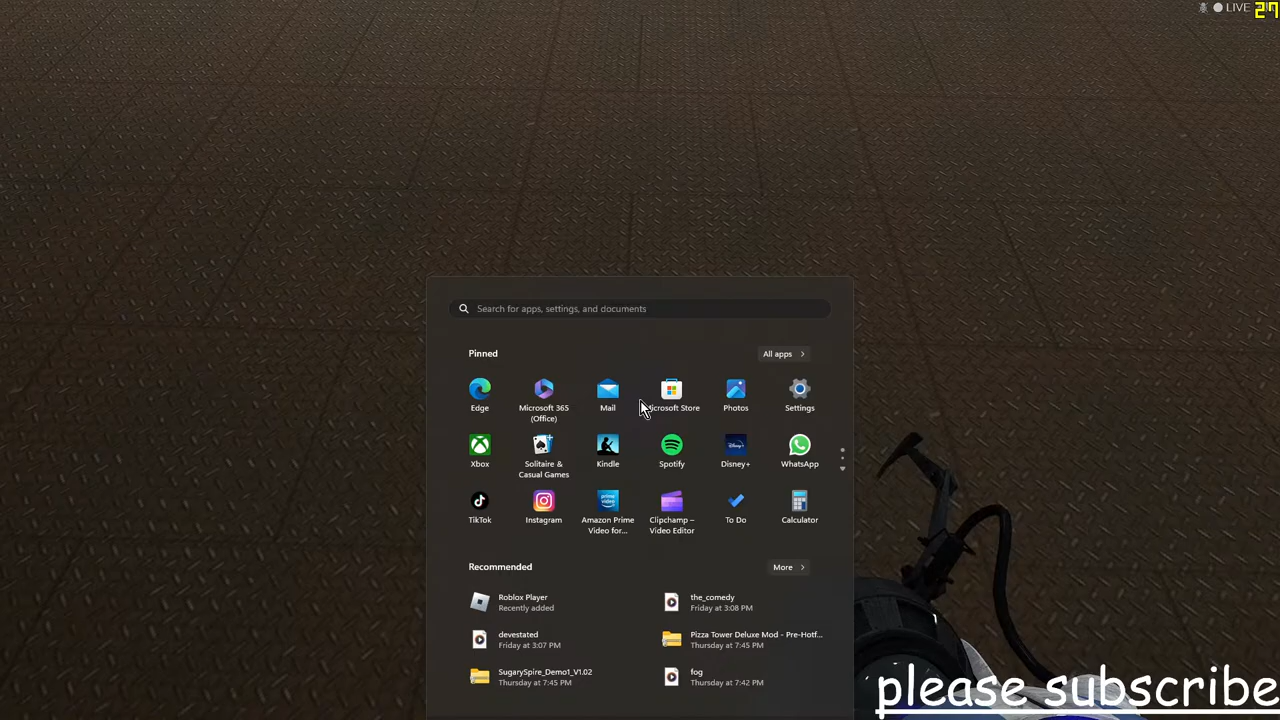 LIVE 27
Search for apps, settings, and documents
Pinned
All apps
Edge
Microsoft 365 (Office)
Mail
icrosoft Store
Photos
Settings
Xbox
Solitaire & Casual Games
Kindle
Spotify
Disney+
WhatsApp
TikTok
Instagram
Amazon Prime Video for...
Clipchamp – Video Editor
To Do
Calculator
Recommended
More
Roblox Player
Recently added
the_comedy
Friday at 3:08 PM
devestated
Friday at 3:07 PM
Pizza Tower Deluxe Mod - Pre-Hotf...
Thursday at 7:45 PM
SugarySpire_Demo1_V1.02
Thursday at 7:45 PM
fog
Thursday at 7:42 PM
please subscribe